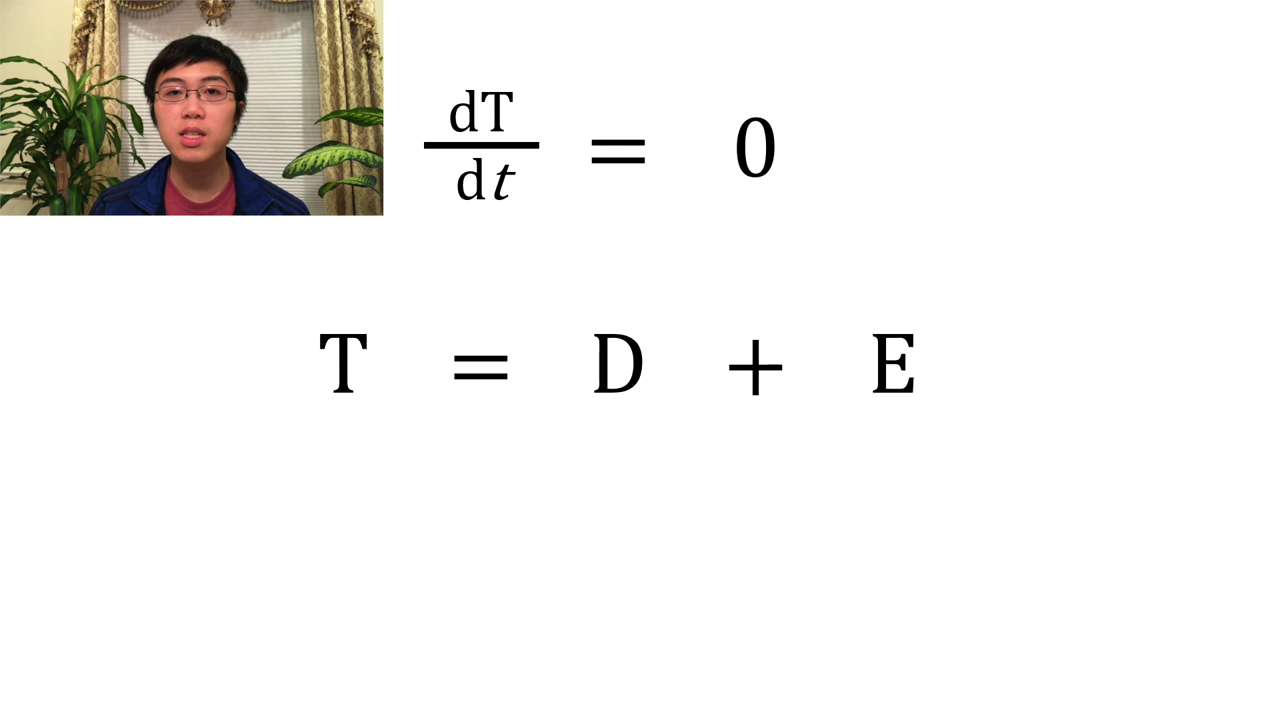 dT
dt
= 0
T = D + E